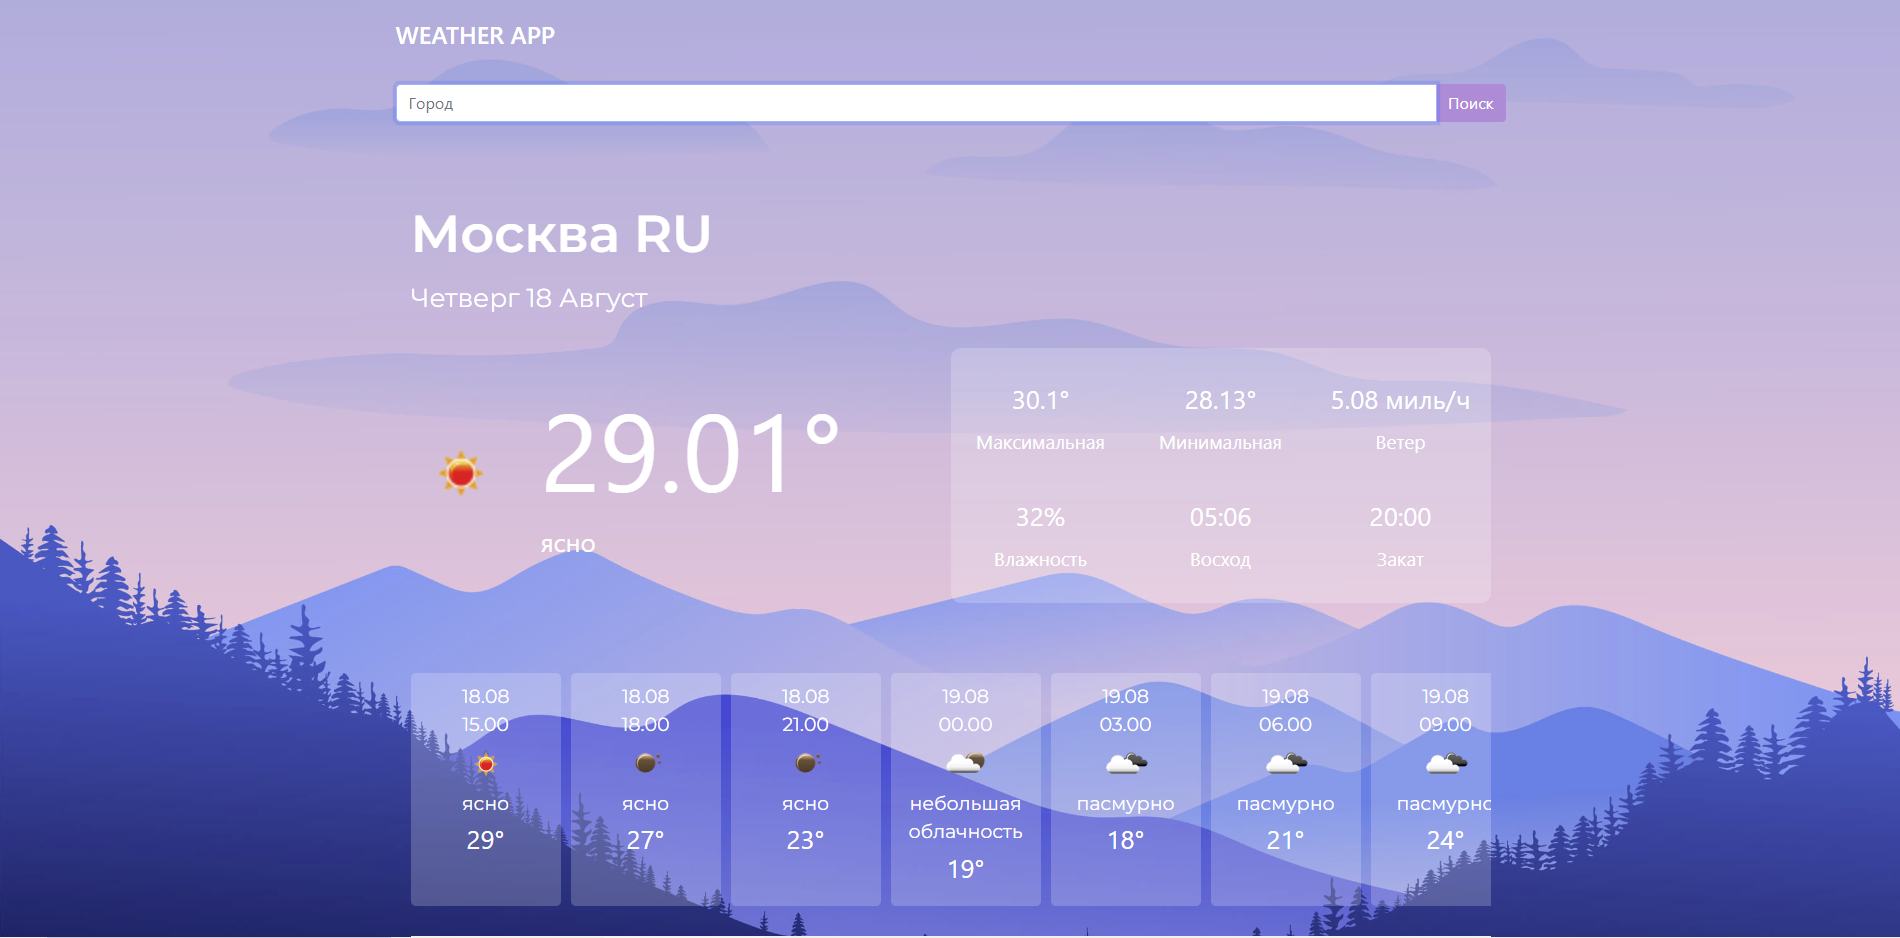 WEATHER APP
Город
Поиск
Москва RU
Четверг 18 Август
29.01°
ясно
30.1°
Максимальная
28.13°
Минимальная
5.08 миль/ч
Ветер
32%
Влажность
05:06
Восход
20:00
Закат
18.08
15.00
ясно
29°
18.08
18.00
ясно
27°
18.08
21.00
ясно
23°
19.08
00.00
небольшая
облачность
19°
19.08
03.00
пасмурно
18°
19.08
06.00
пасмурно
21°
19.08
09.00
пасмурно
24°